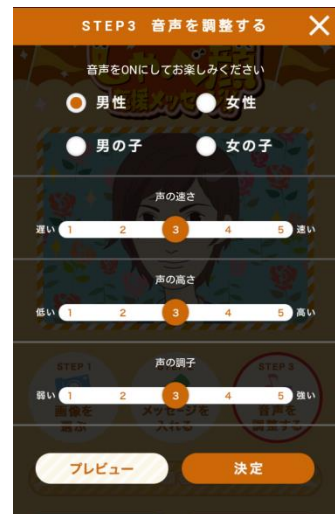 STEP3 音声を調整する
音声をONにしてお楽しみください
男性 女性
男の子 女の子
声の速さ
遅い 1 2 3 4 5 速い
声の高さ
低い 1 2 3 4 5 高い
声の調子
弱い 1 2 3 4 5 強い
STEP 1 STEP 3
画像を 選ぶ
メッセージを 入れる
音声を 調整する
プレビュー 決定